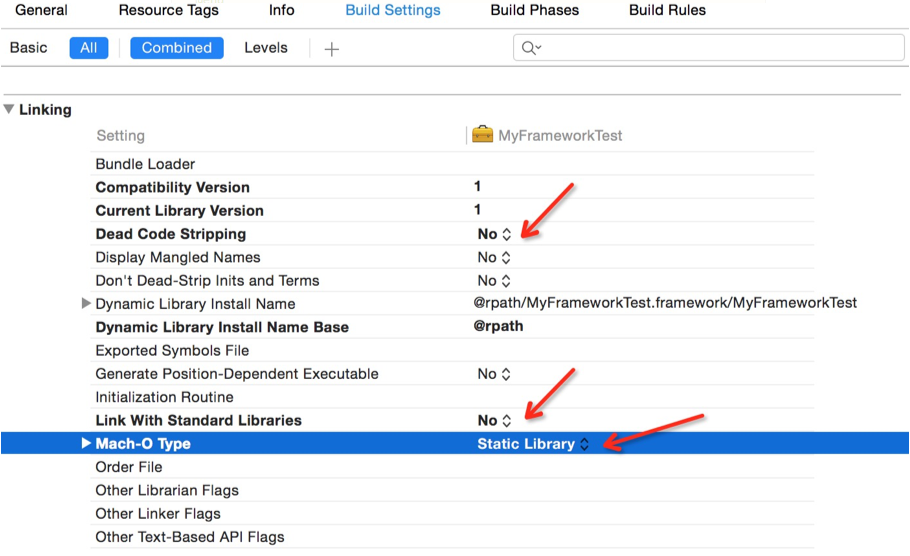 General Resource Tags Info Build Settings Build Phases Build Rules
Basic All Combined Levels
Linking
Setting MyFrameworkTest
Bundle Loader
Compatibility Version 1
Current Library Version 1
Dead Code Stripping No
Display Mangled Names No
Don't Dead-Strip Inits and Terms No
Dynamic Library Install Name @rpath/MyFrameworkTest.framework/MyFrameworkTest
Dynamic Library Install Name Base @rpath
Exported Symbols File
Generate Position-Dependent Executable No
Initialization Routine
Link With Standard Libraries No
Mach-O Type Static Library
Order File
Other Librarian Flags
Other Linker Flags
Other Text-Based API Flags